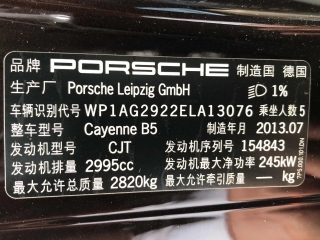 品牌 PORSCHE 制造国 德国
生产厂 Porsche Leipzig GmbH 1%
车辆识别代号 WP1AG2922ELA13076 乘坐人数 5
整车型号 Cayenne B5 制造年月 2013.07
发动机型号 CJT 发动机序号 154843
发动机排量 2995cc 发动机最大净功率 245kW
最大允许总质量 2820kg 最大允许牵引质量 — kg